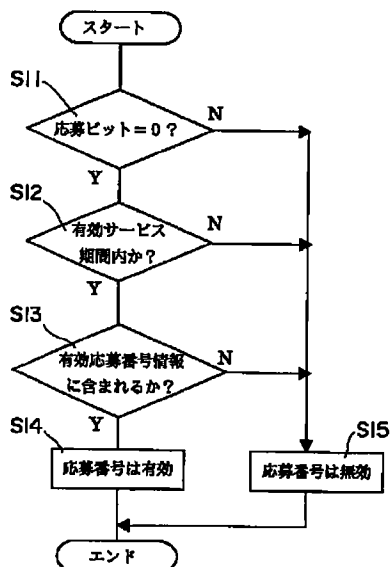 スタート
S11
応募ビット=0?
N
Y
S12
有効サービス
期間内か?
N
Y
S13
有効応募番号情報
に含まれるか?
N
Y
S14
応募番号は有効
S15
応募番号は無効
エンド